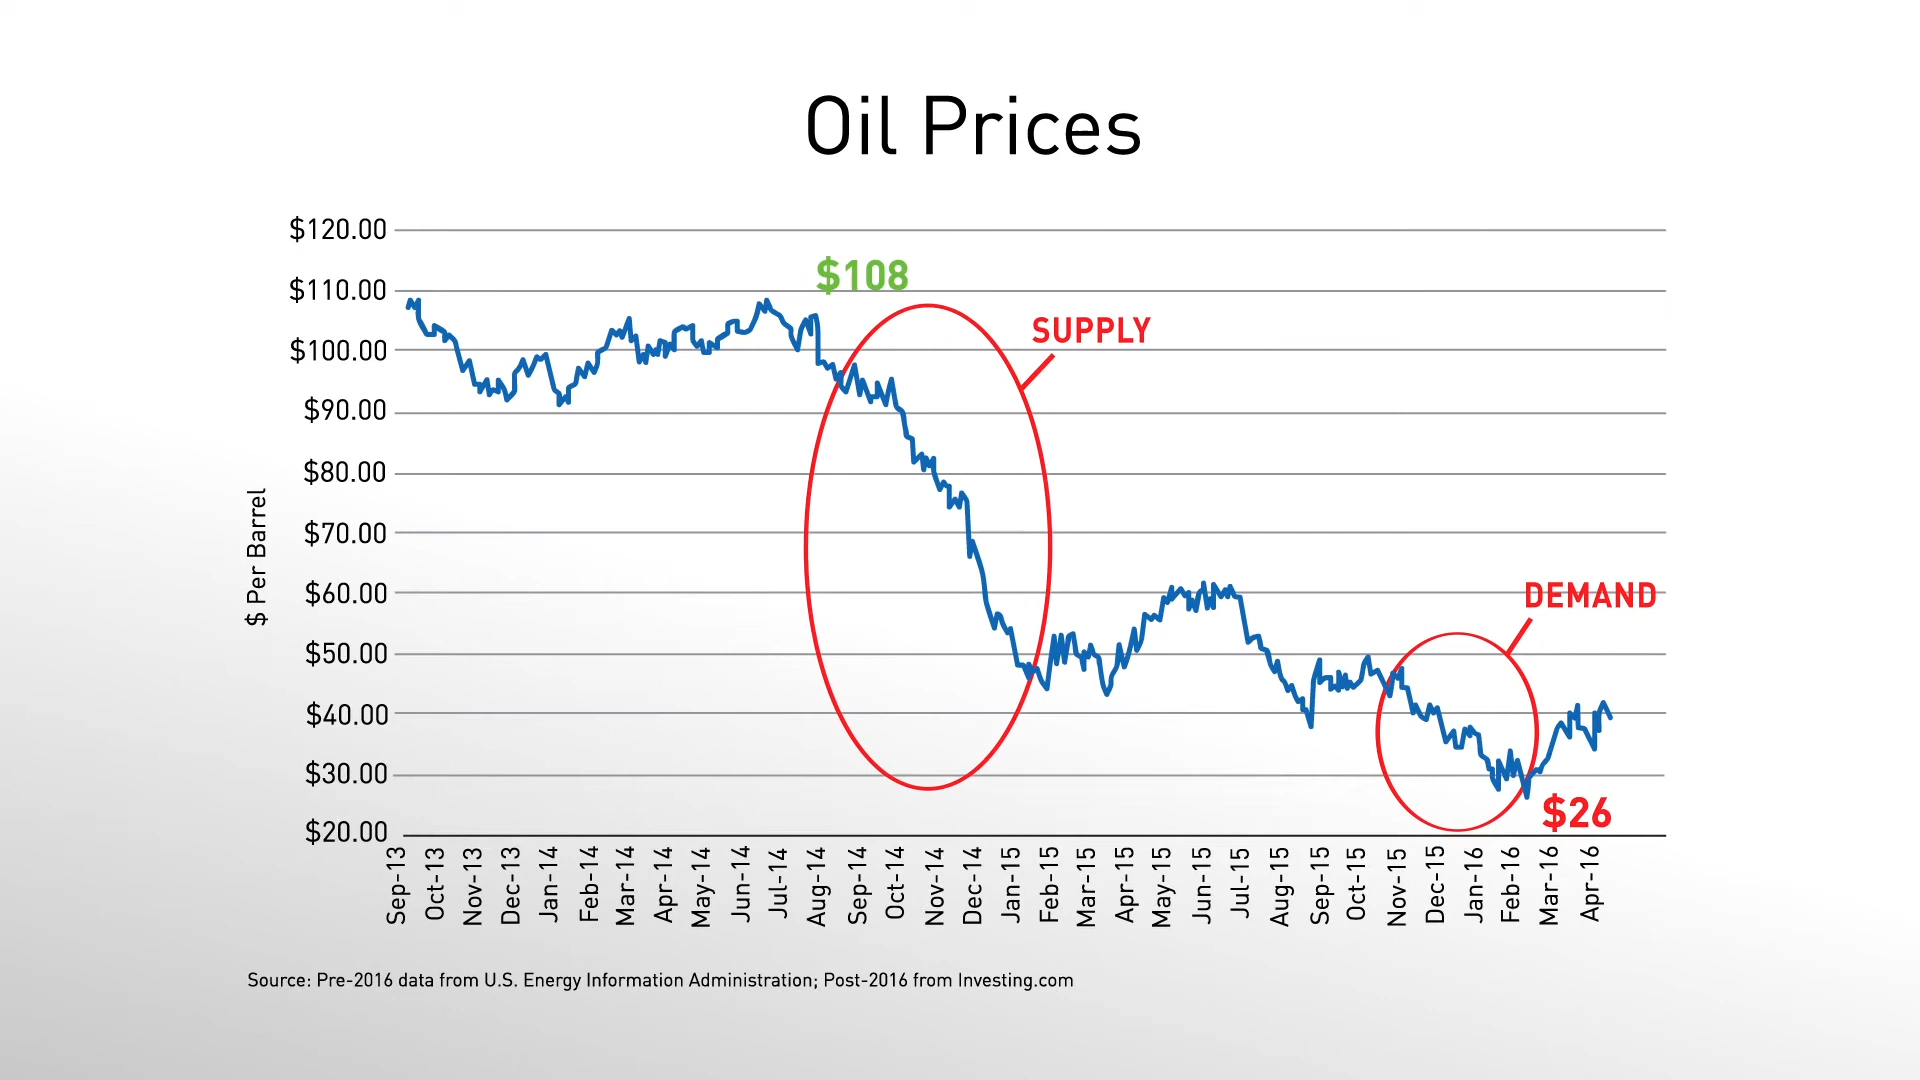 Oil Prices
$120.00
$110.00
$100.00
$90.00
$80.00
$70.00
$60.00
$50.00
$40.00
$30.00
$20.00
$ Per Barrel
$108
SUPPLY
DEMAND
$26
Sep-13
Oct-13
Nov-13
Dec-13
Jan-14
Feb-14
Mar-14
Apr-14
May-14
Jun-14
Jul-14
Aug-14
Sep-14
Oct-14
Nov-14
Dec-14
Jan-15
Feb-15
Mar-15
Apr-15
May-15
Jun-15
Jul-15
Aug-15
Sep-15
Oct-15
Nov-15
Dec-15
Jan-16
Feb-16
Mar-16
Apr-16
Source: Pre-2016 data from U.S. Energy Information Administration; Post-2016 from Investing.com